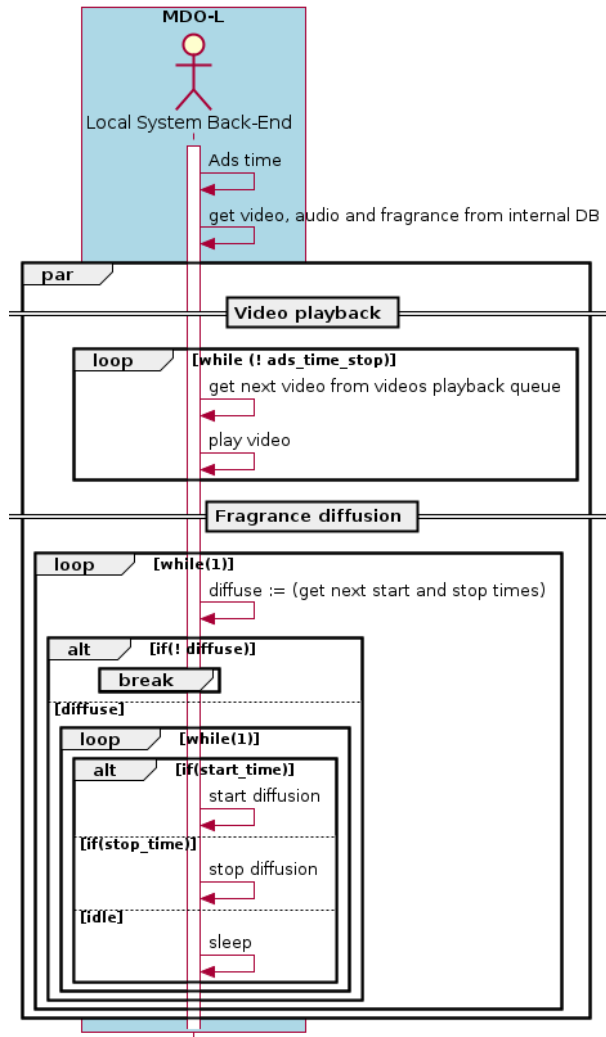 MDO-L
Local System Back-End
Ads time
get video, audio and fragrance from internal DB
par
Video playback
loop [while (! ads_time_stop)]
get next video from videos playback queue
play video
Fragrance diffusion
loop [while(1)]
diffuse := (get next start and stop times)
alt [if(! diffuse)]
break
[diffuse]
loop [while(1)]
alt [if(start_time)]
start diffusion
[if(stop_time)]
stop diffusion
[idle]
sleep